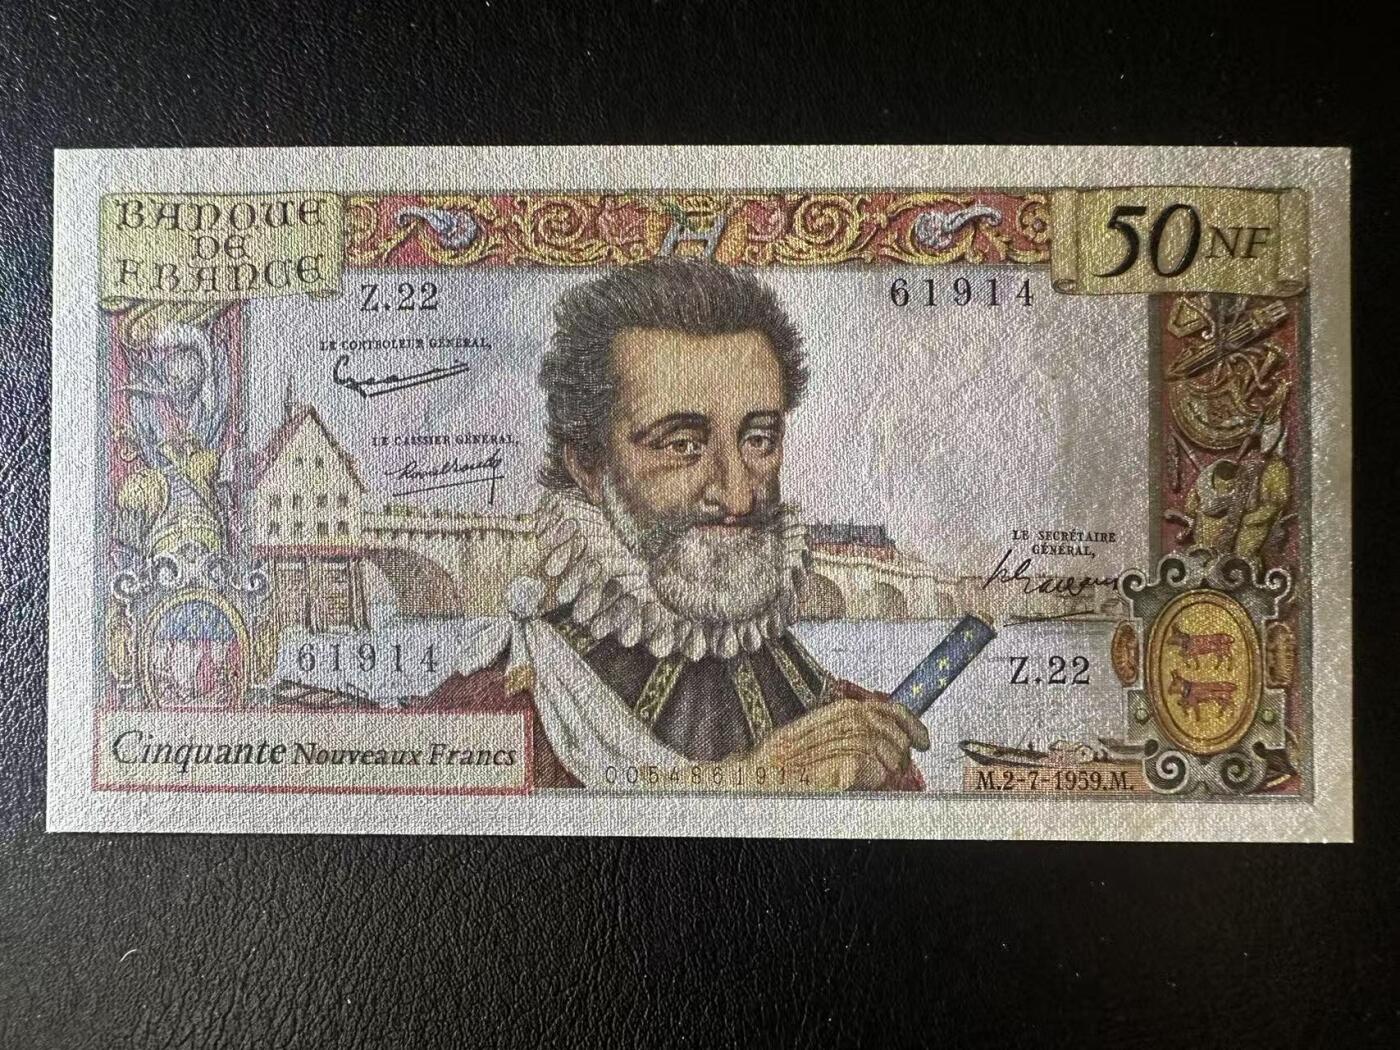 BANQUE
DE
FRANCE
50 NF
Z.22
61914
LE CONTROLEUR GÉNÉRAL,
LE CAISSIER GÉNÉRAL,
LE SECRÉTAIRE
GÉNÉRAL,
61914
Z.22
Cinquante Nouveaux Francs
0054861914
M.2-7-1959.M.